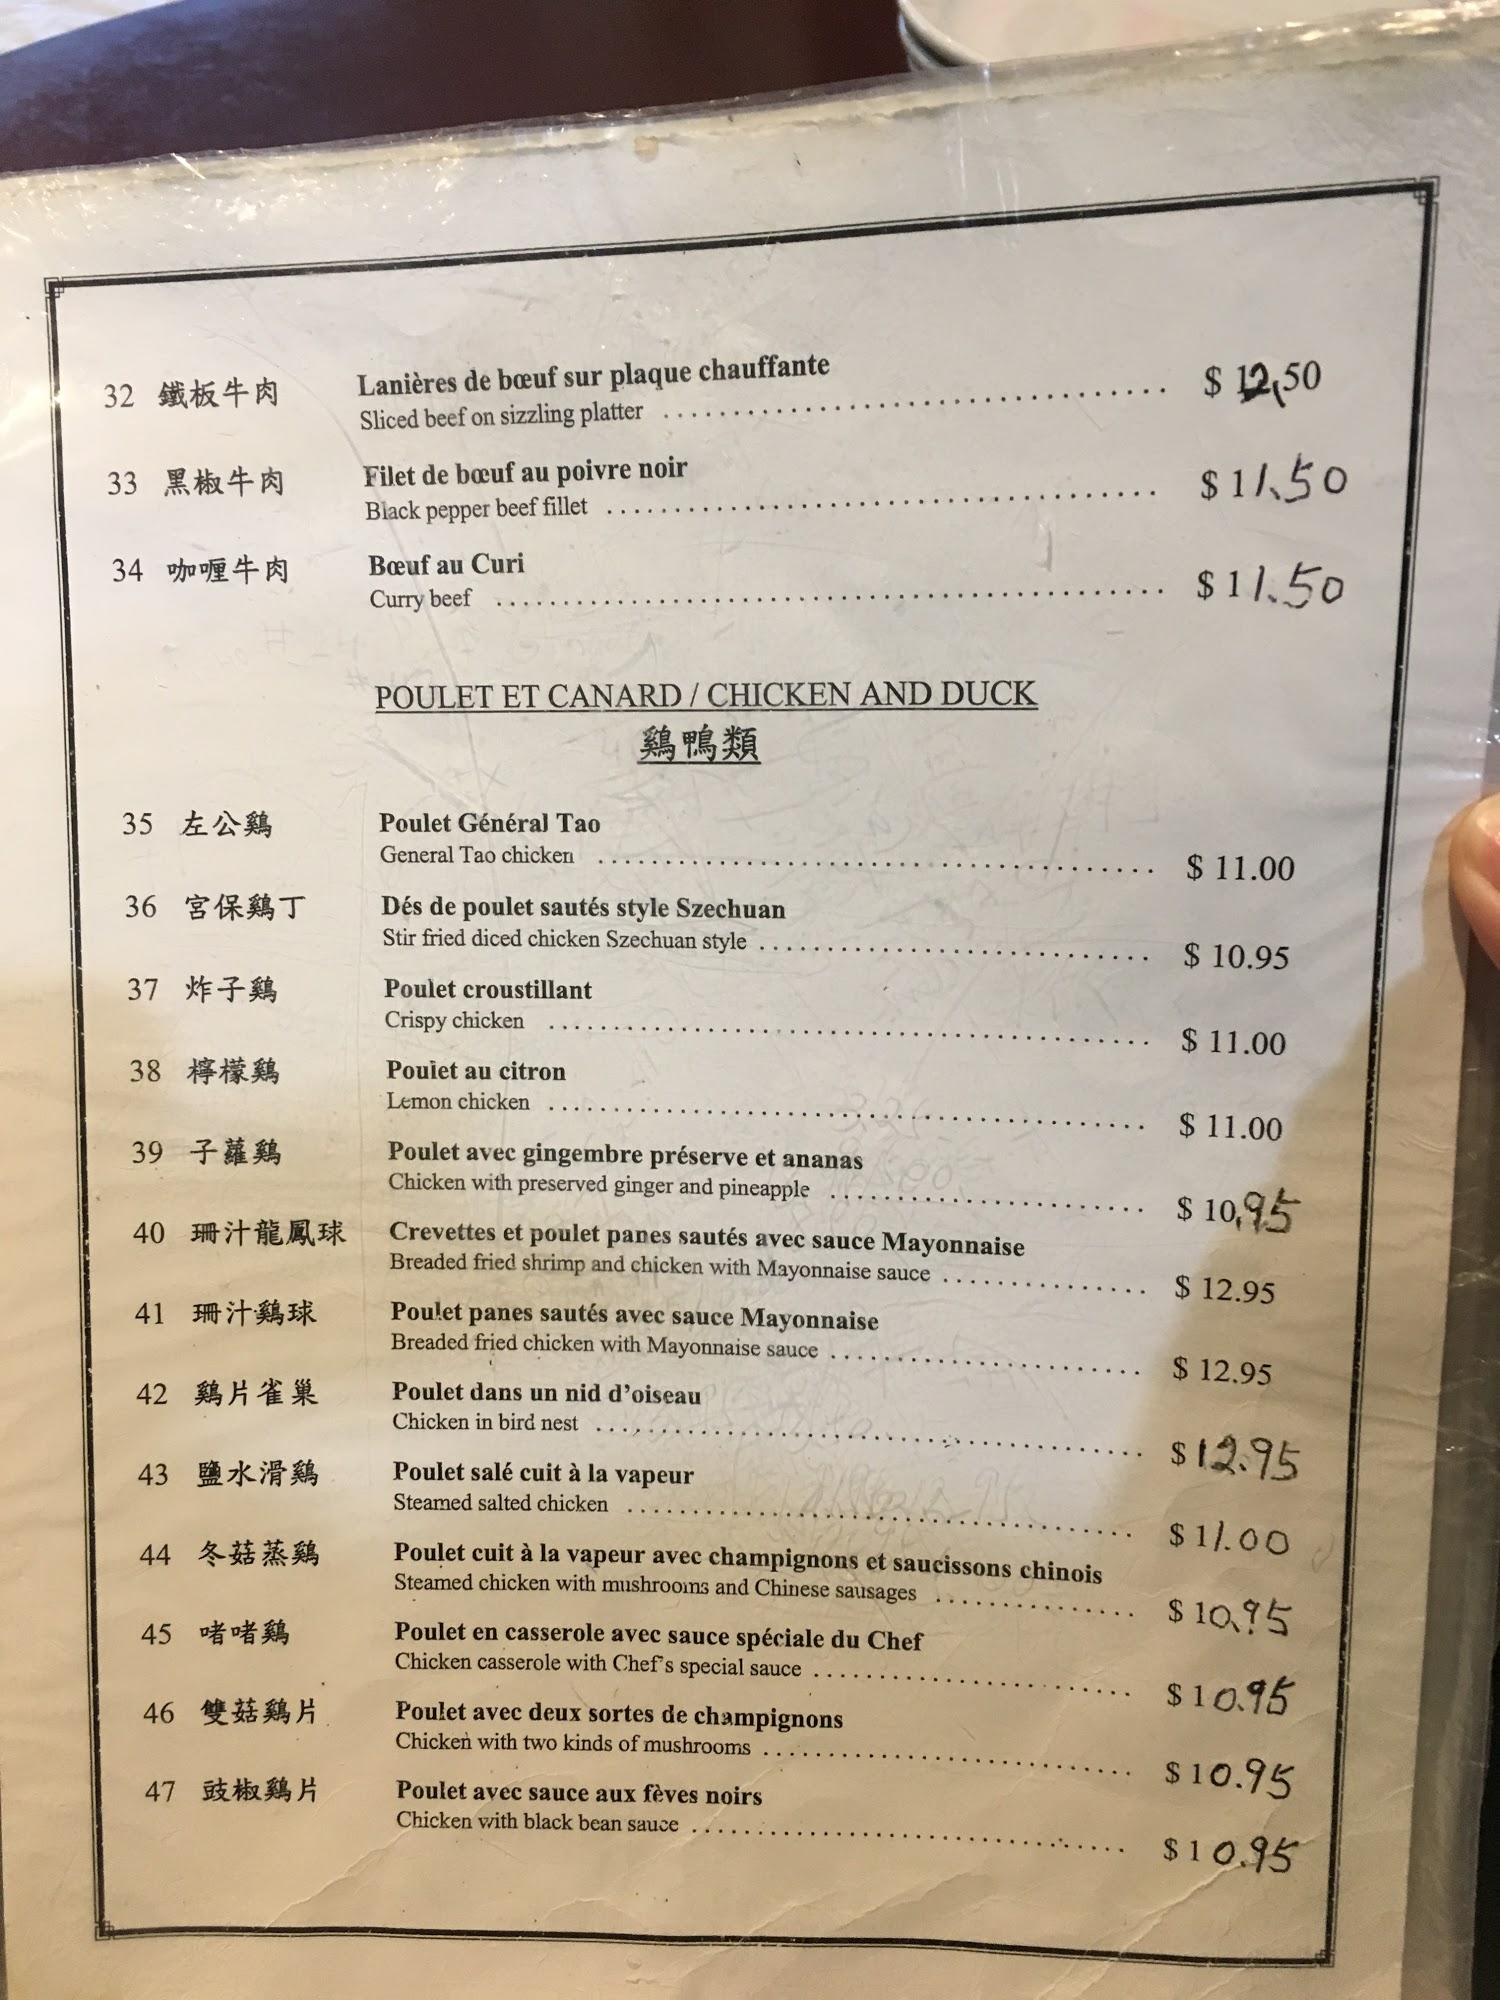 32 鐵板牛肉 Lanières de bœuf sur plaque chauffante
Sliced beef on sizzling platter ........ $ 12.50
33 黑椒牛肉 Filet de bœuf au poivre noir
Black pepper beef fillet ........ $ 11.50
34 咖喱牛肉 Bœuf au Curi
Curry beef ........ $ 11.50
POULET ET CANARD / CHICKEN AND DUCK
鷄鴨類
35 左公鷄 Poulet Général Tao
General Tao chicken ........ $ 11.00
36 宮保鷄丁 Dés de poulet sautés style Szechuan
Stir fried diced chicken Szechuan style ........ $ 10.95
37 炸子鷄 Poulet croustillant
Crispy chicken ........ $ 11.00
38 檸檬鷄 Poulet au citron
Lemon chicken ........ $ 11.00
39 子蘿鷄 Poulet avec gingembre préserve et ananas
Chicken with preserved ginger and pineapple ........ $ 10.95
40 珊汁龍鳳球 Crevettes et poulet panes sautés avec sauce Mayonnaise
Breaded fried shrimp and chicken with Mayonnaise sauce ........ $ 12.95
41 珊汁鷄球 Poulet panes sautés avec sauce Mayonnaise
Breaded fried chicken with Mayonnaise sauce ........ $ 12.95
42 鷄片雀巢 Poulet dans un nid d'oiseau
Chicken in bird nest ........ $ 12.95
43 鹽水滑鷄 Poulet salé cuit à la vapeur
Steamed salted chicken ........ $ 11.00
44 冬菇蒸鷄 Poulet cuit à la vapeur avec champignons et saucissons chinois
Steamed chicken with mushrooms and Chinese sausages ........ $ 10.95
45 啫啫鷄 Poulet en casserole avec sauce spéciale du Chef
Chicken casserole with Chef's special sauce ........ $ 10.95
46 雙菇鷄片 Poulet avec deux sortes de champignons
Chicken with two kinds of mushrooms ........ $ 10.95
47 豉椒鷄片 Poulet avec sauce aux fèves noirs
Chicken with black bean sauce ........ $ 10.95